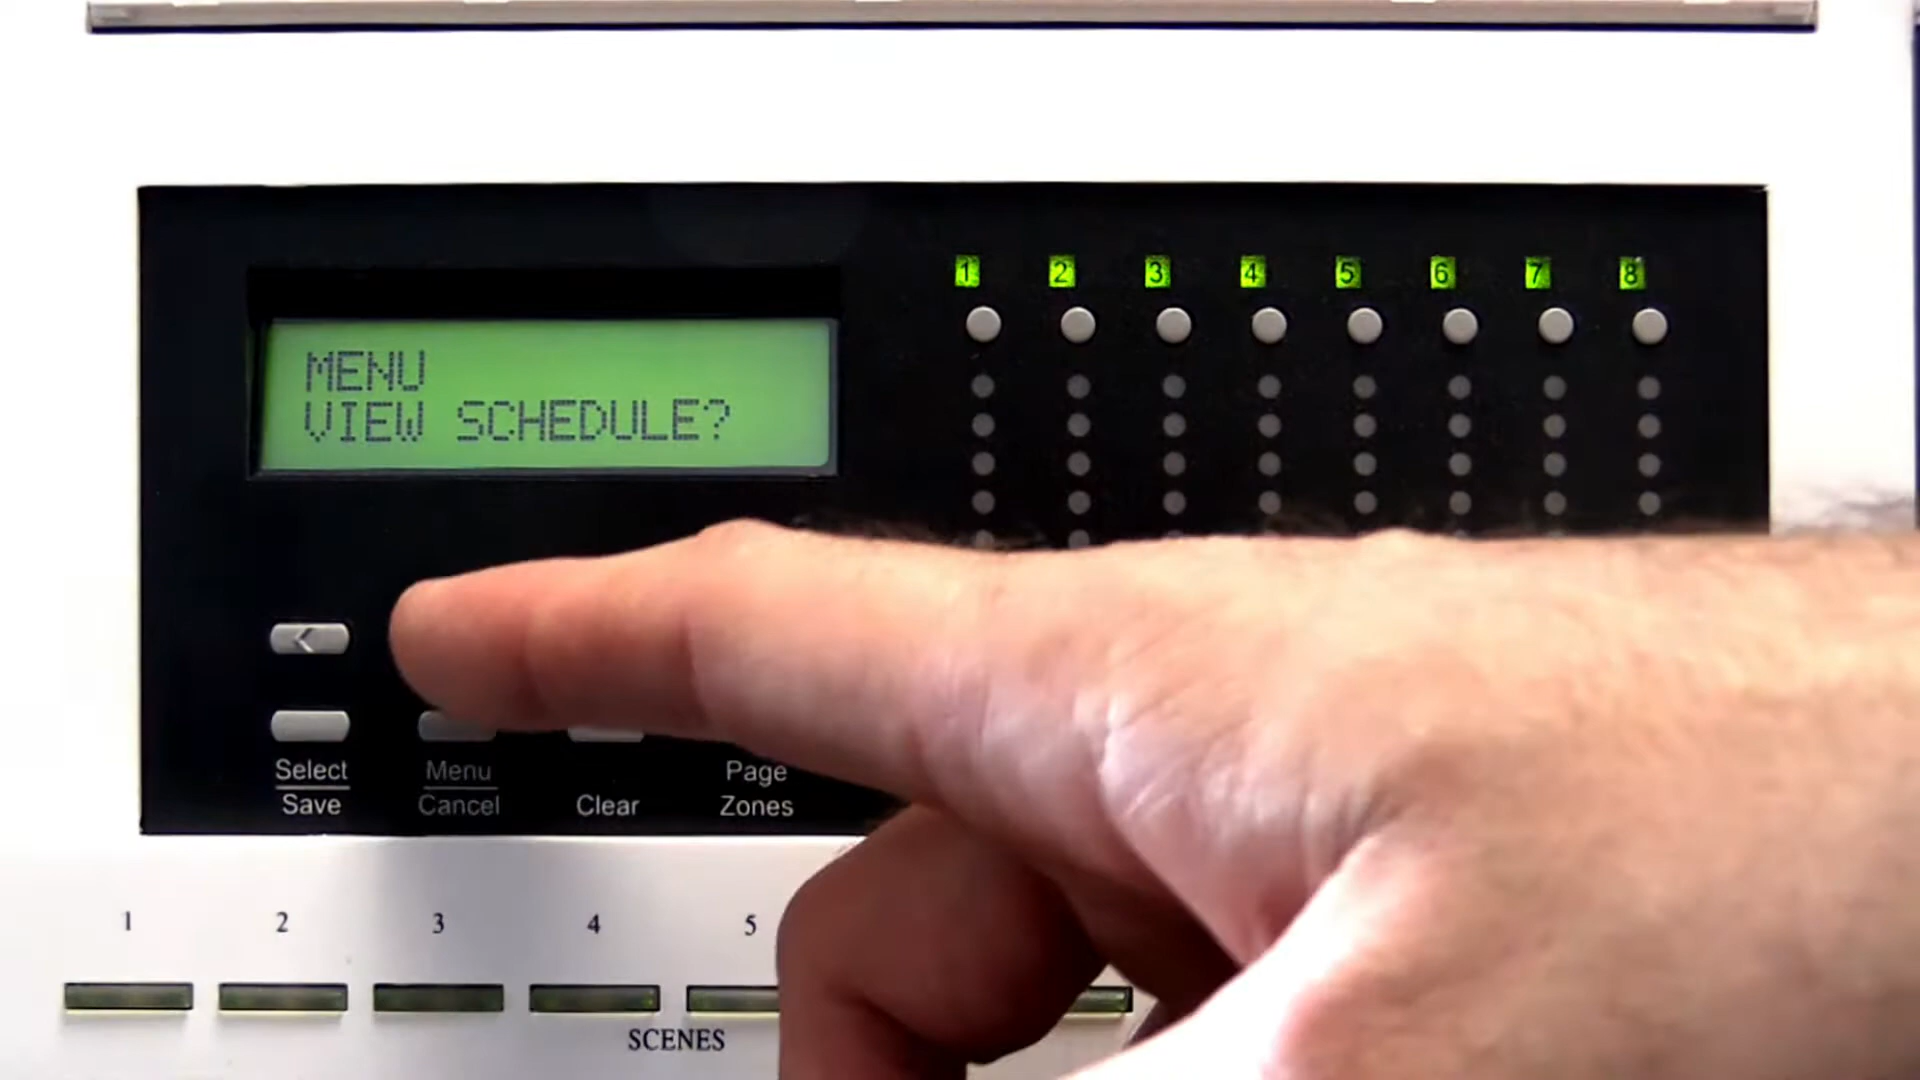 1 2 3 4 5 6 7 8
MENU
VIEW SCHEDULE?
<
Select
Save
Menu
Cancel
Clear
Page
Zones
1 2 3 4 5
SCENES